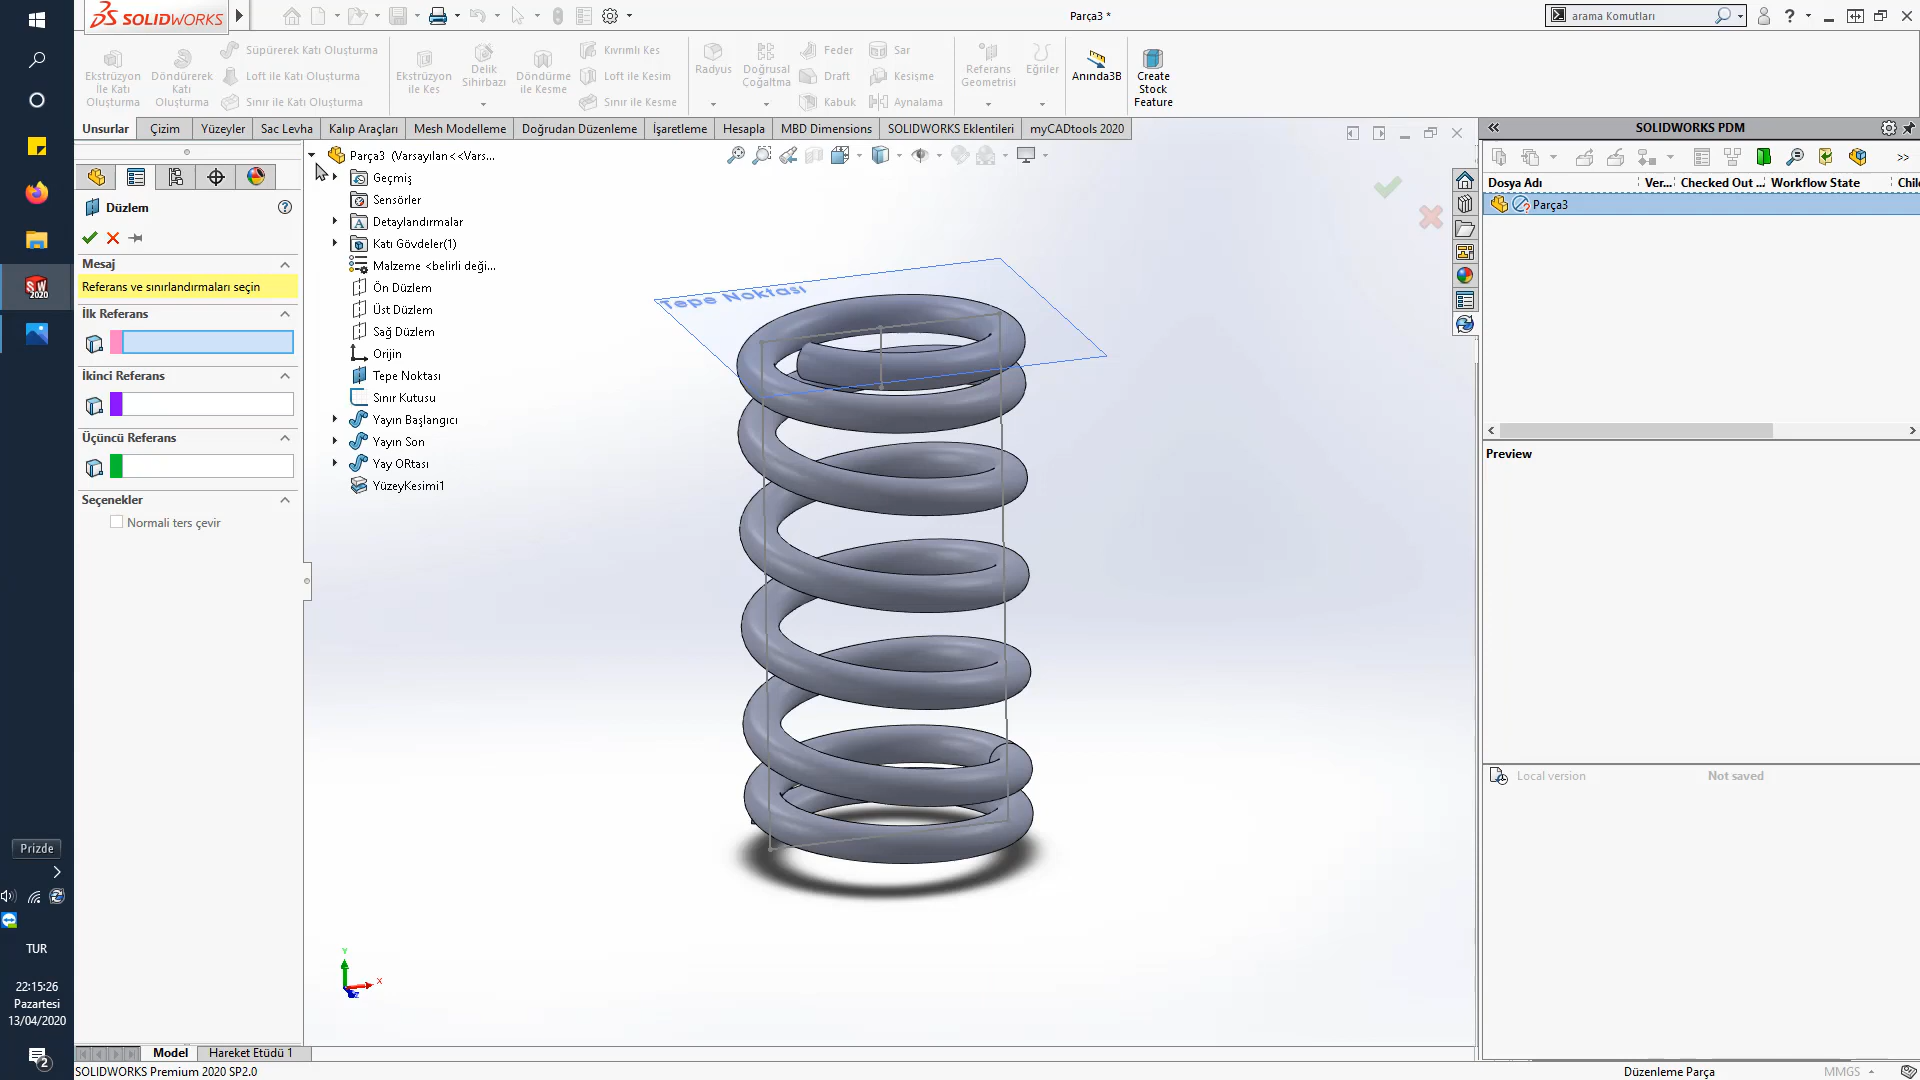 SOLIDWORKS
Parça3 *
arama Komutları
Ekstrüzyon ile Katı Oluşturma
Döndürerek Katı Oluşturma
Süpürerek Katı Oluşturma
Loft ile Katı Oluşturma
Sınır ile Katı Oluşturma
Ekstrüzyon ile Kes
Delik Sihirbazı
Döndürme ile Kesme
Kıvrımlı Kes
Loft ile Kesim
Sınır ile Kesme
Radyus
Doğrusal Çoğaltma
Feder
Draft
Kabuk
Sar
Kesişme
Aynalama
Referans Geometrisi
Eğriler
Anında3B
Create Stock Feature
Unsurlar
Çizim
Yüzeyler
Sac Levha
Kalıp Araçları
Mesh Modelleme
Doğrudan Düzenleme
İşaretleme
Hesapla
MBD Dimensions
SOLIDWORKS Eklentileri
myCADtools 2020
Düzlem
Mesaj
Referans ve sınırlandırmaları seçin
İlk Referans
İkinci Referans
Üçüncü Referans
Seçenekler
Normali ters çevir
Parça3 (Varsayılan<<Vars...
Geçmiş
Sensörler
Detaylandırmalar
Katı Gövdeler(1)
Malzeme <belirli deği...
Ön Düzlem
Üst Düzlem
Sağ Düzlem
Orijin
Tepe Noktası
Sınır Kutusu
Yayın Başlangıcı
Yayın Son
Yay ORtası
YüzeyKesimi1
Tepe Noktası
Y
X
Z
SOLIDWORKS PDM
Dosya Adı
Ver...
Checked Out ...
Workflow State
Chil
Parça3
Preview
Local version
Not saved
SW 2020
Prizde
TUR
22:15:26
Pazartesi
13/04/2020
2
Model
Hareket Etüdü 1
SOLIDWORKS Premium 2020 SP2.0
Düzenleme Parça
MMGS